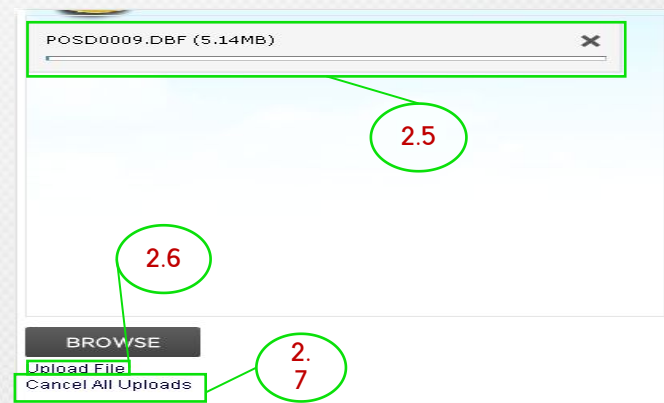 POSD0009.DBF (5.14MB)
2.5
2.6
BROWSE
2.
7
Upload File
Cancel All Uploads